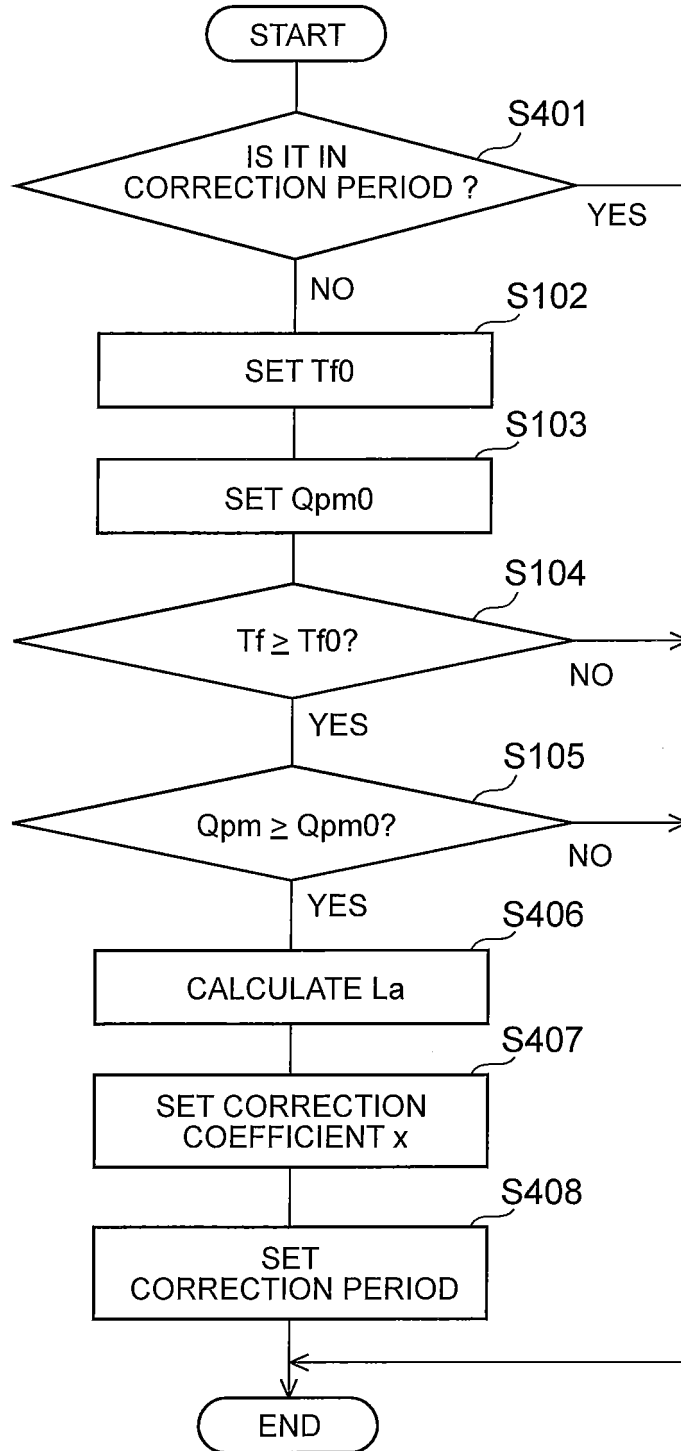 START
S401
IS IT IN
CORRECTION PERIOD ?
YES
NO
S102
SET Tf0
S103
SET Qpm0
S104
Tf ≥ Tf0?
NO
YES
S105
Qpm ≥ Qpm0?
NO
YES
S406
CALCULATE La
S407
SET CORRECTION
COEFFICIENT x
S408
SET
CORRECTION PERIOD
END